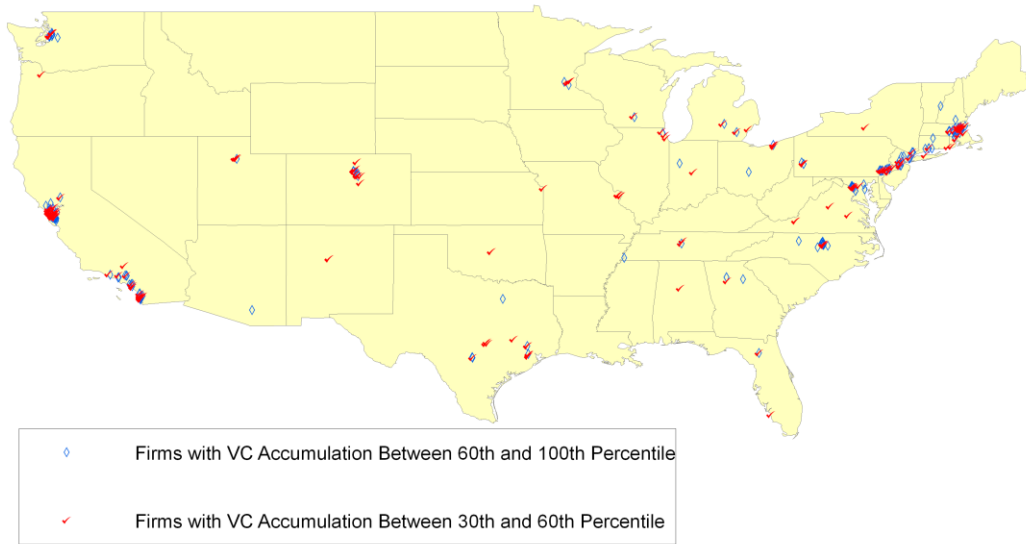 Firms with VC Accumulation Between 60th and 100th Percentile
Firms with VC Accumulation Between 30th and 60th Percentile